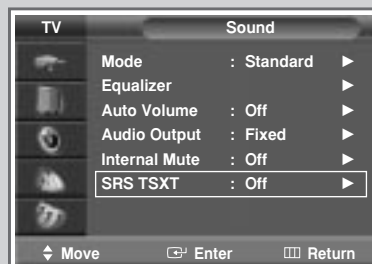 TV Sound
Mode : Standard ►
Equalizer ►
Auto Volume : Off ►
Audio Output : Fixed ►
Internal Mute : Off ►
SRS TSXT : Off ►
Move Enter Return